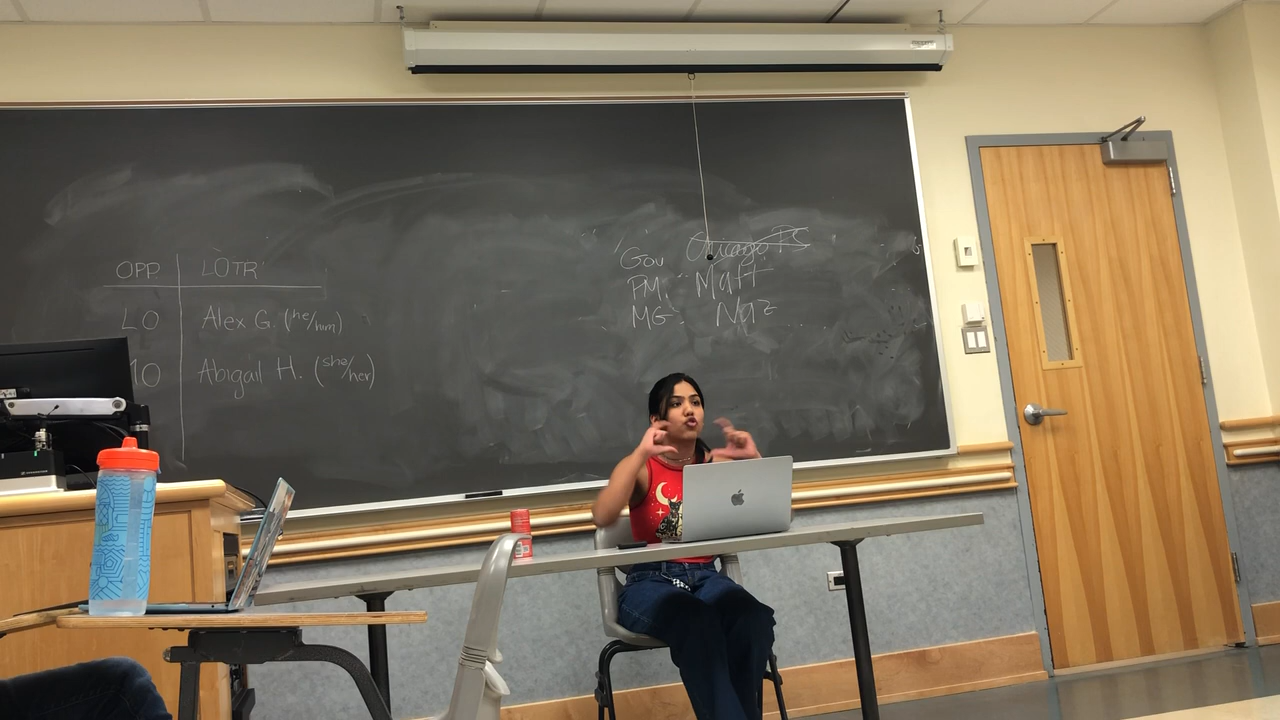 OPP LOTR
LO Alex G. (he/him)
MO Abigail H. (she/her)
Gov Chicago PS
PM: Matt
MG: Naz